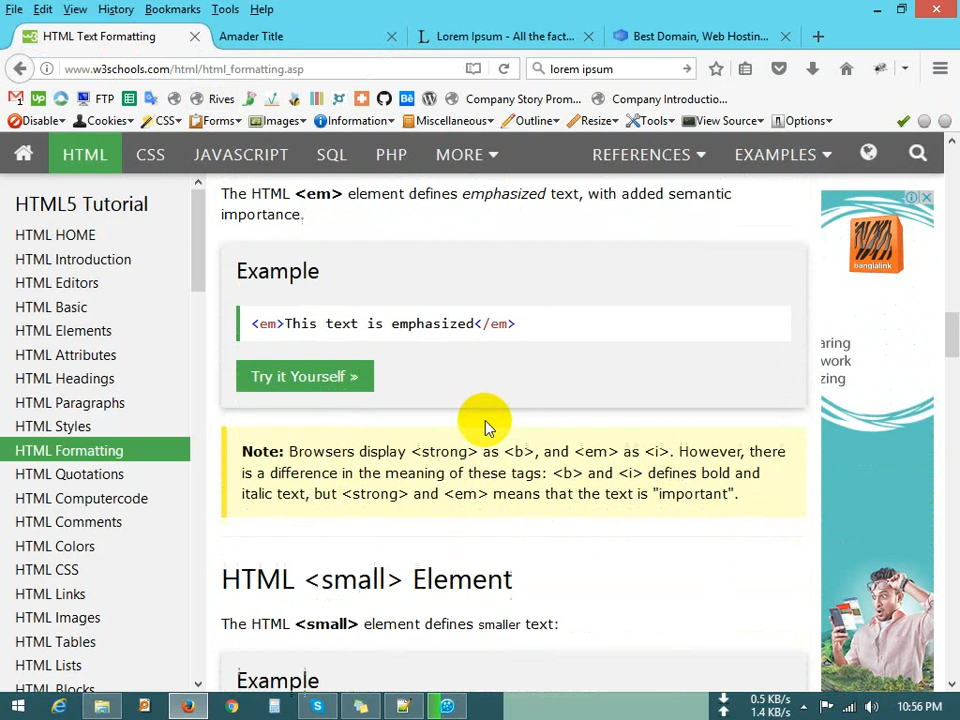 File Edit View History Bookmarks Tools Help
HTML Text Formatting
Amader Title
Lorem Ipsum - All the fact...
Best Domain, Web Hostin...
www.w3schools.com/html/html_formatting.asp
lorem ipsum
FTP
Rives
Company Story Prom...
Company Introductio...
Disable Cookies CSS Forms Images Information Miscellaneous Outline Resize Tools View Source Options
HTML CSS JAVASCRIPT SQL PHP MORE REFERENCES EXAMPLES
HTML5 Tutorial
HTML HOME
HTML Introduction
HTML Editors
HTML Basic
HTML Elements
HTML Attributes
HTML Headings
HTML Paragraphs
HTML Styles
HTML Formatting
HTML Quotations
HTML Computercode
HTML Comments
HTML Colors
HTML CSS
HTML Links
HTML Images
HTML Tables
HTML Lists
HTML Blocks
The HTML <em> element defines emphasized text, with added semantic
importance.
Example
<em>This text is emphasized</em>
Try it Yourself »
Note: Browsers display <strong> as <b>, and <em> as <i>. However, there
is a difference in the meaning of these tags: <b> and <i> defines bold and
italic text, but <strong> and <em> means that the text is "important".
HTML <small> Element
The HTML <small> element defines smaller text:
Example
banglalink
aring
work
zing
0.5 KB/s
1.4 KB/s
10:56 PM